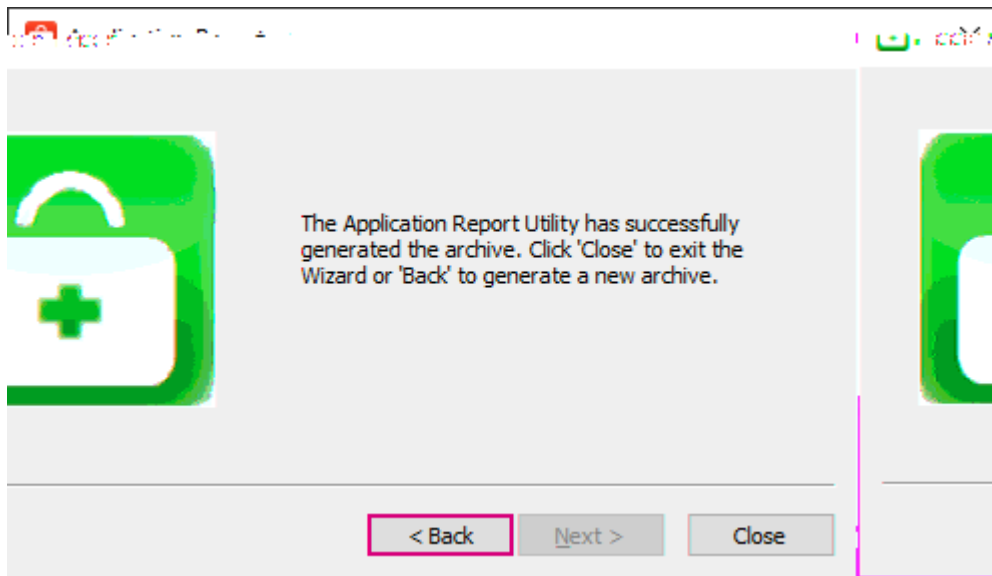 The Application Report Utility has successfully
generated the archive. Click 'Close' to exit the
Wizard or 'Back' to generate a new archive.
< Back
Next >
Close